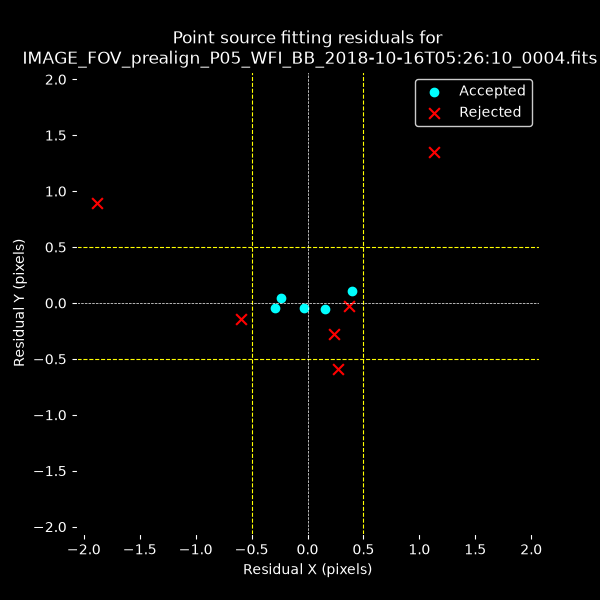 Point source fitting residuals for
IMAGE_FOV_prealign_P05_WFI_BB_2018-10-16T05:26:10_0004.fits
Accepted
Rejected
2.0
1.5
1.0
0.5
0.0
−0.5
−1.0
−1.5
−2.0
Residual Y (pixels)
−2.0 −1.5 −1.0 −0.5 0.0 0.5 1.0 1.5 2.0
Residual X (pixels)